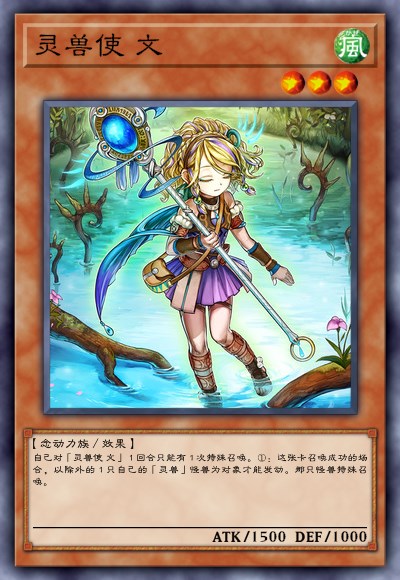 灵兽使 文
風
【念动力族／效果】
自己对「灵兽使 文」1回合只能有1次特殊召唤。①：这张卡召唤成功的场
合，以除外的1只自己的「灵兽」怪兽为对象才能发动。那只怪兽特殊召
唤。
ATK/1500 DEF/1000